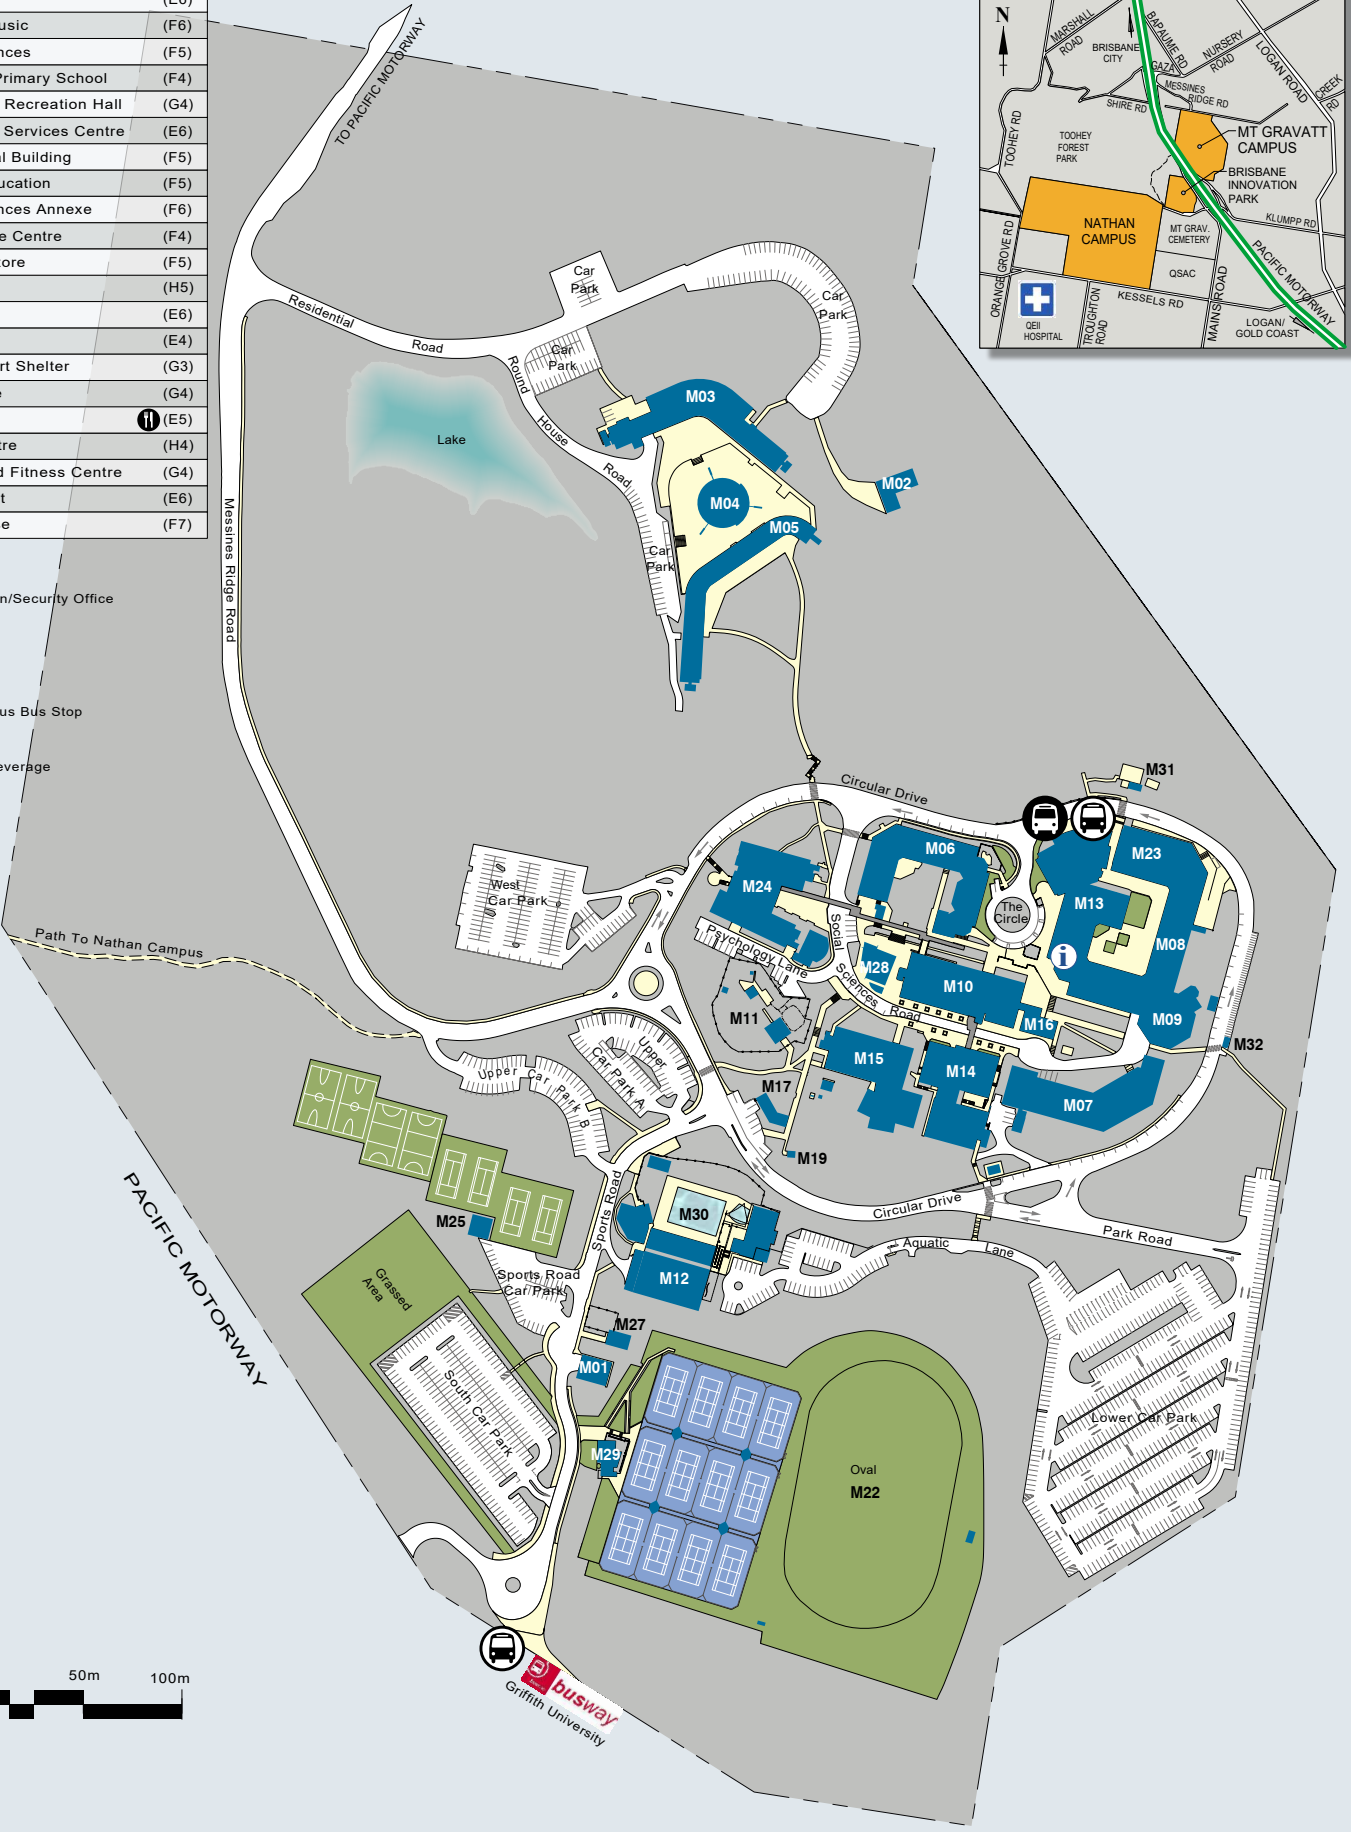 (E6)
usic (F6)
nces (F5)
Primary School (F4)
Recreation Hall (G4)
Services Centre (E6)
al Building (F5)
ucation (F5)
nces Annexe (F6)
e Centre (F4)
tore (F5)
(H5)
(E6)
(E4)
rt Shelter (G3)
e (G4)
(E5)
tre (H4)
d Fitness Centre (G4)
t (E6)
se (F7)
n/Security Office
us Bus Stop
everage
50m 100m
TO PACIFIC MOTORWAY
N
MARSHALL
ROAD
BRISBANE
CITY
BAPAUME RD
NURSERY
ROAD
LOGAN ROAD
GAZA
MESSINES
RIDGE RD
CREEK
RD
SHIRE RD
TOOHEY RD
TOOHEY
FOREST
PARK
MT GRAVATT
CAMPUS
BRISBANE
INNOVATION
PARK
NATHAN
CAMPUS
MT GRAV.
CEMETERY
KLUMPP RD
QSAC
ORANGE GROVE RD
KESSELS RD
PACIFIC MOTORWAY
QEII
HOSPITAL
TROUGHTON
ROAD
MAINS ROAD
LOGAN/
GOLD COAST
Car
Park
Car
Park
Residential
Road
Car
Park
Round
House
Road
M03
Lake
M02
M04
M05
Car
Park
Messines Ridge Road
M31
Circular Drive
M06
M23
M24
West
Car Park
The
Circle
M13
Social
Sciences
Road
Path To Nathan Campus
Psychology Lane
M08
i
M28
M10
M11
M16
M09
M32
Upper
Car Park A
M15
M14
Upper Car Park B
M17
M07
M19
PACIFIC MOTORWAY
Sports Road
M25
M30
Circular Drive
Park Road
Aquatic
Lane
Grassed
Area
Sports Road
Car Park
M12
M27
M01
South Car Park
Lower Car Park
M29
Oval
M22
busway
Griffith University